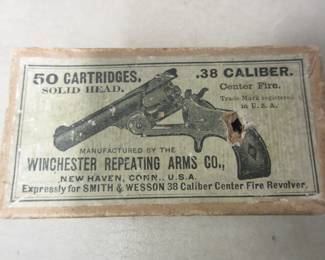 50 CARTRIDGES.
SOLID HEAD.
.38 CALIBER.
Center Fire.
Trade Mark registered
in U.S.A.
MANUFACTURED BY THE
WINCHESTER REPEATING ARMS CO.,
NEW HAVEN, CONN., U.S.A.
Expressly for SMITH & WESSON 38 Caliber Center Fire Revolver.